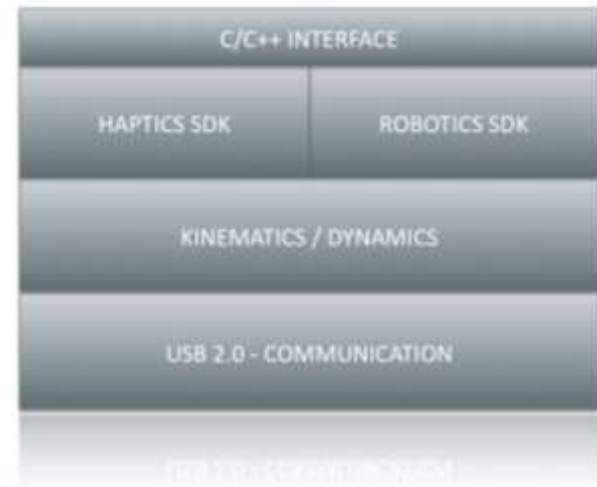 C/C++ INTERFACE
HAPTICS SDK ROBOTICS SDK
KINEMATICS / DYNAMICS
USB 2.0 - COMMUNICATION